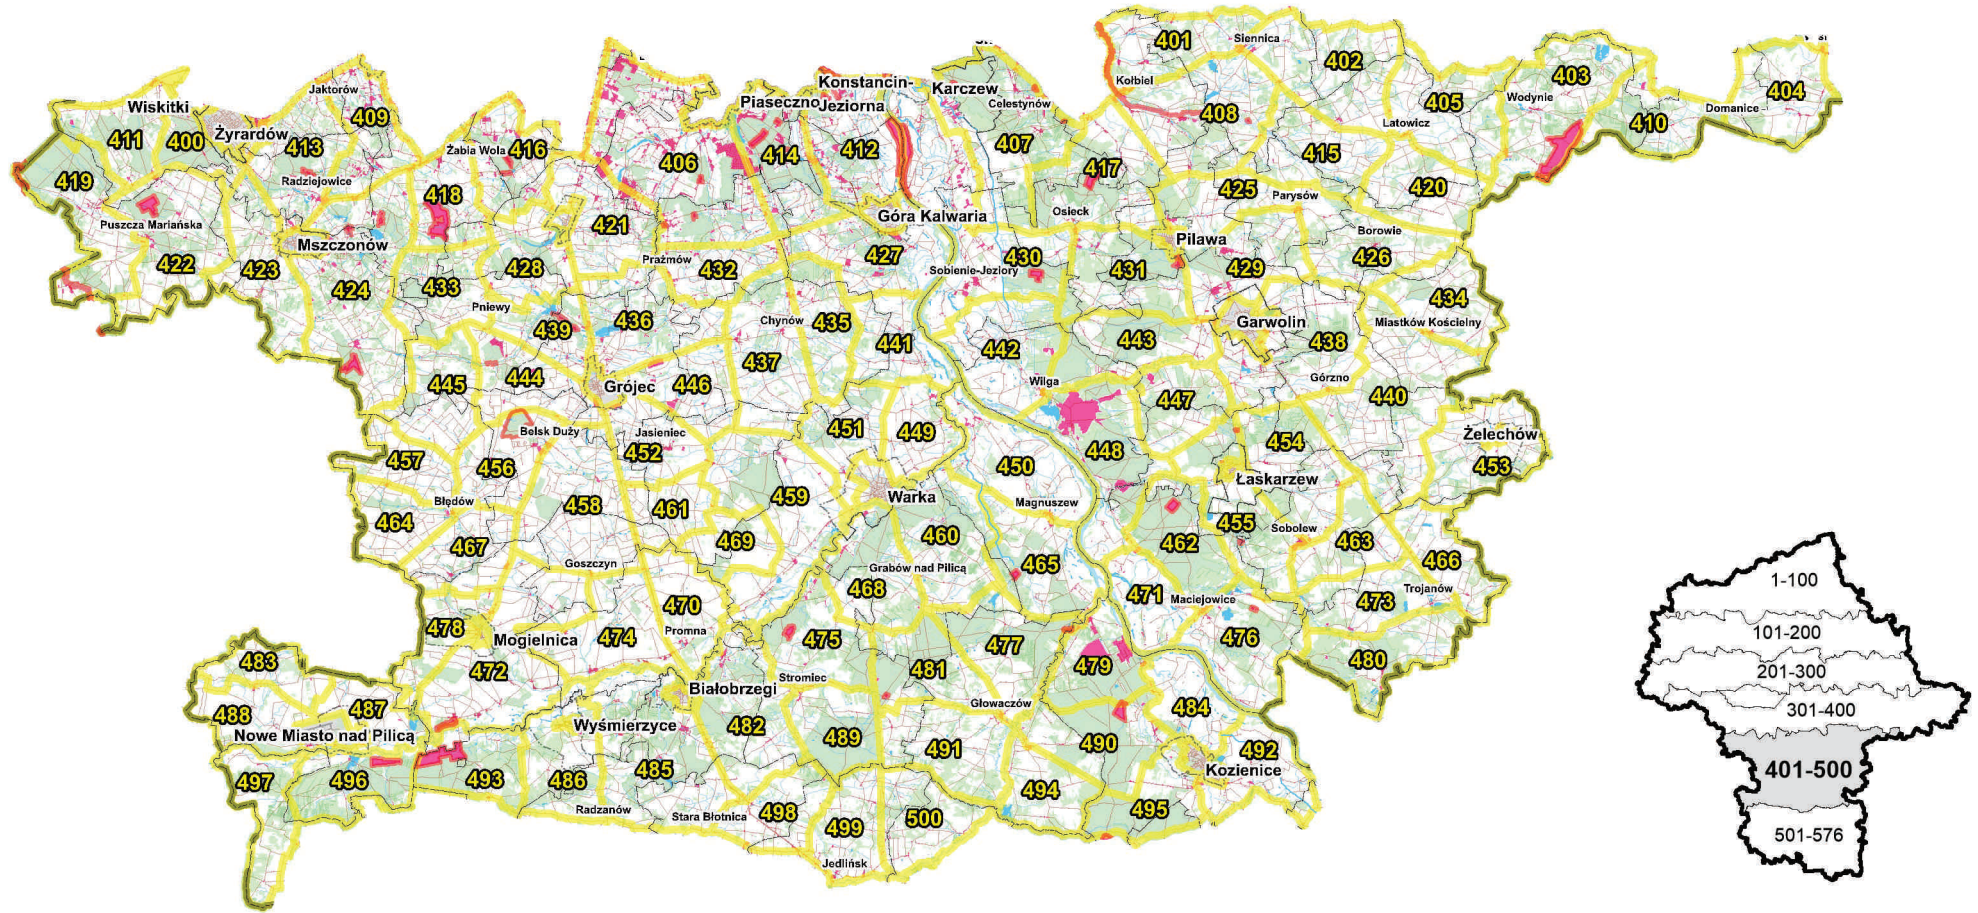 401
Siennica
402
403
404
Kołbiel
408
405
Wodynie
Latowicz
410
Domanice
Wiskitki
Jaktorów
409
411
400
Żyrardów
413
Żabia Wola
416
406
Piaseczno
414
Konstancin-
Jeziorna
412
Karczew
Celestynów
407
417
415
420
425
Parysów
419
Radziejowice
418
Puszcza Mariańska
422
423
Mszczonów
424
433
428
421
Prażmów
432
Góra Kalwaria
427
Sobienie-Jeziory
430
Osieck
Pilawa
431
429
Borowie
426
434
Pniewy
439
436
Chynów
435
437
441
442
443
Garwolin
438
Miastków Kościelny
445
444
Grójec
446
Wilga
447
Górzno
440
Belsk Duży
Jasieniec
452
451
449
450
448
454
Żelechów
453
457
456
Błędów
458
461
459
Warka
Magnuszew
Łaskarzew
455
Sobolew
463
464
467
469
460
465
462
466
Goszczyn
Grabów nad Pilicą
468
471
Maciejowice
473
Trojanów
478
Mogielnica
474
470
Promna
475
477
476
480
472
481
479
483
488
487
Nowe Miasto nad Pilicą
Białobrzegi
Stromiec
Wyśmierzyce
482
489
Głowaczów
491
490
484
492
Kozienice
497
496
493
486
485
Radzanów
Stara Błotnica
498
499
500
494
495
Jedlińsk
1-100
101-200
201-300
301-400
401-500
501-576